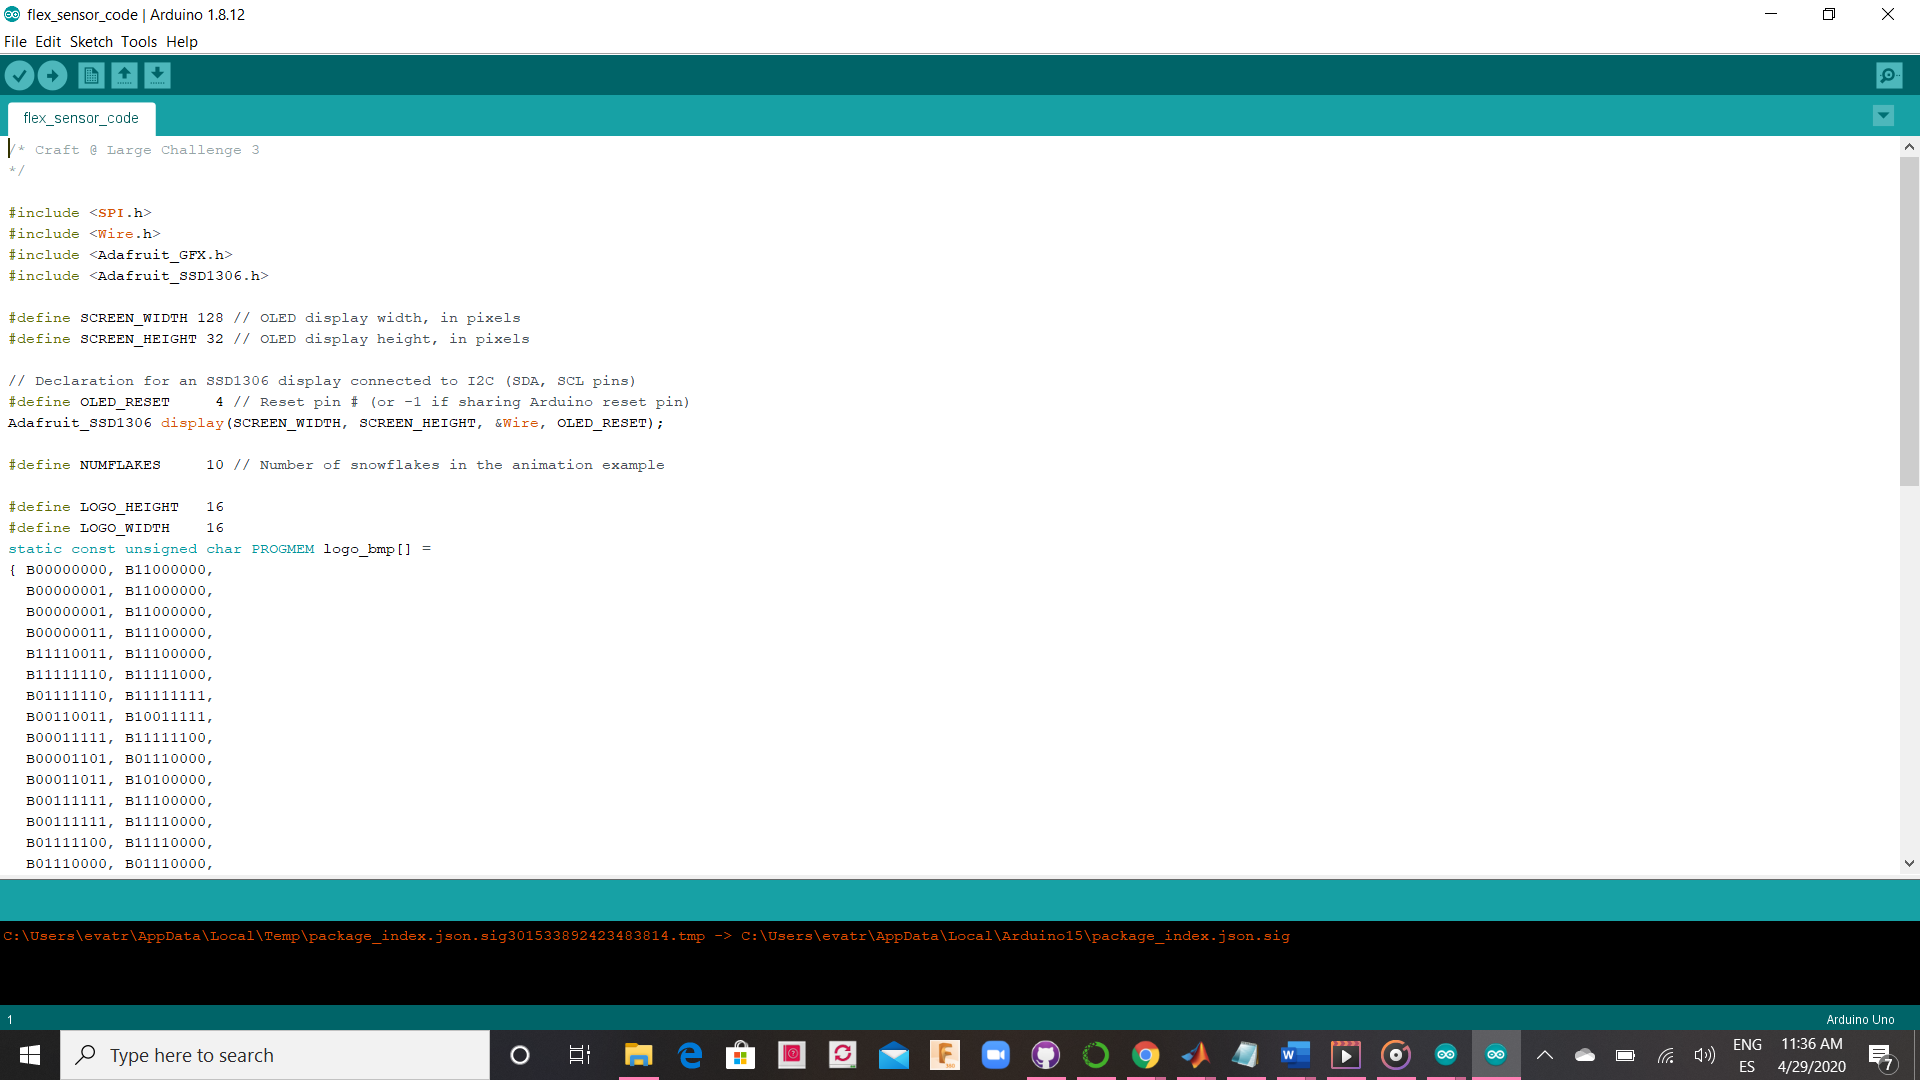 flex_sensor_code | Arduino 1.8.12
File Edit Sketch Tools Help
flex_sensor_code
/* Craft @ Large Challenge 3
*/
#include <SPI.h>
#include <Wire.h>
#include <Adafruit_GFX.h>
#include <Adafruit_SSD1306.h>
#define SCREEN_WIDTH 128 // OLED display width, in pixels
#define SCREEN_HEIGHT 32 // OLED display height, in pixels
// Declaration for an SSD1306 display connected to I2C (SDA, SCL pins)
#define OLED_RESET     4 // Reset pin # (or -1 if sharing Arduino reset pin)
Adafruit_SSD1306 display(SCREEN_WIDTH, SCREEN_HEIGHT, &Wire, OLED_RESET);
#define NUMFLAKES     10 // Number of snowflakes in the animation example
#define LOGO_HEIGHT   16
#define LOGO_WIDTH    16
static const unsigned char PROGMEM logo_bmp[] =
{ B00000000, B11000000,
  B00000001, B11000000,
  B00000001, B11000000,
  B00000011, B11100000,
  B11110011, B11100000,
  B11111110, B11111000,
  B01111110, B11111111,
  B00110011, B10011111,
  B00011111, B11111100,
  B00001101, B01110000,
  B00011011, B10100000,
  B00111111, B11100000,
  B00111111, B11110000,
  B01111100, B11110000,
  B01110000, B01110000,
C:\Users\evatr\AppData\Local\Temp\package_index.json.sig301533892423483814.tmp -> C:\Users\evatr\AppData\Local\Arduino15\package_index.json.sig
1
Arduino Uno
Type here to search
ENG
ES
11:36 AM
4/29/2020
7